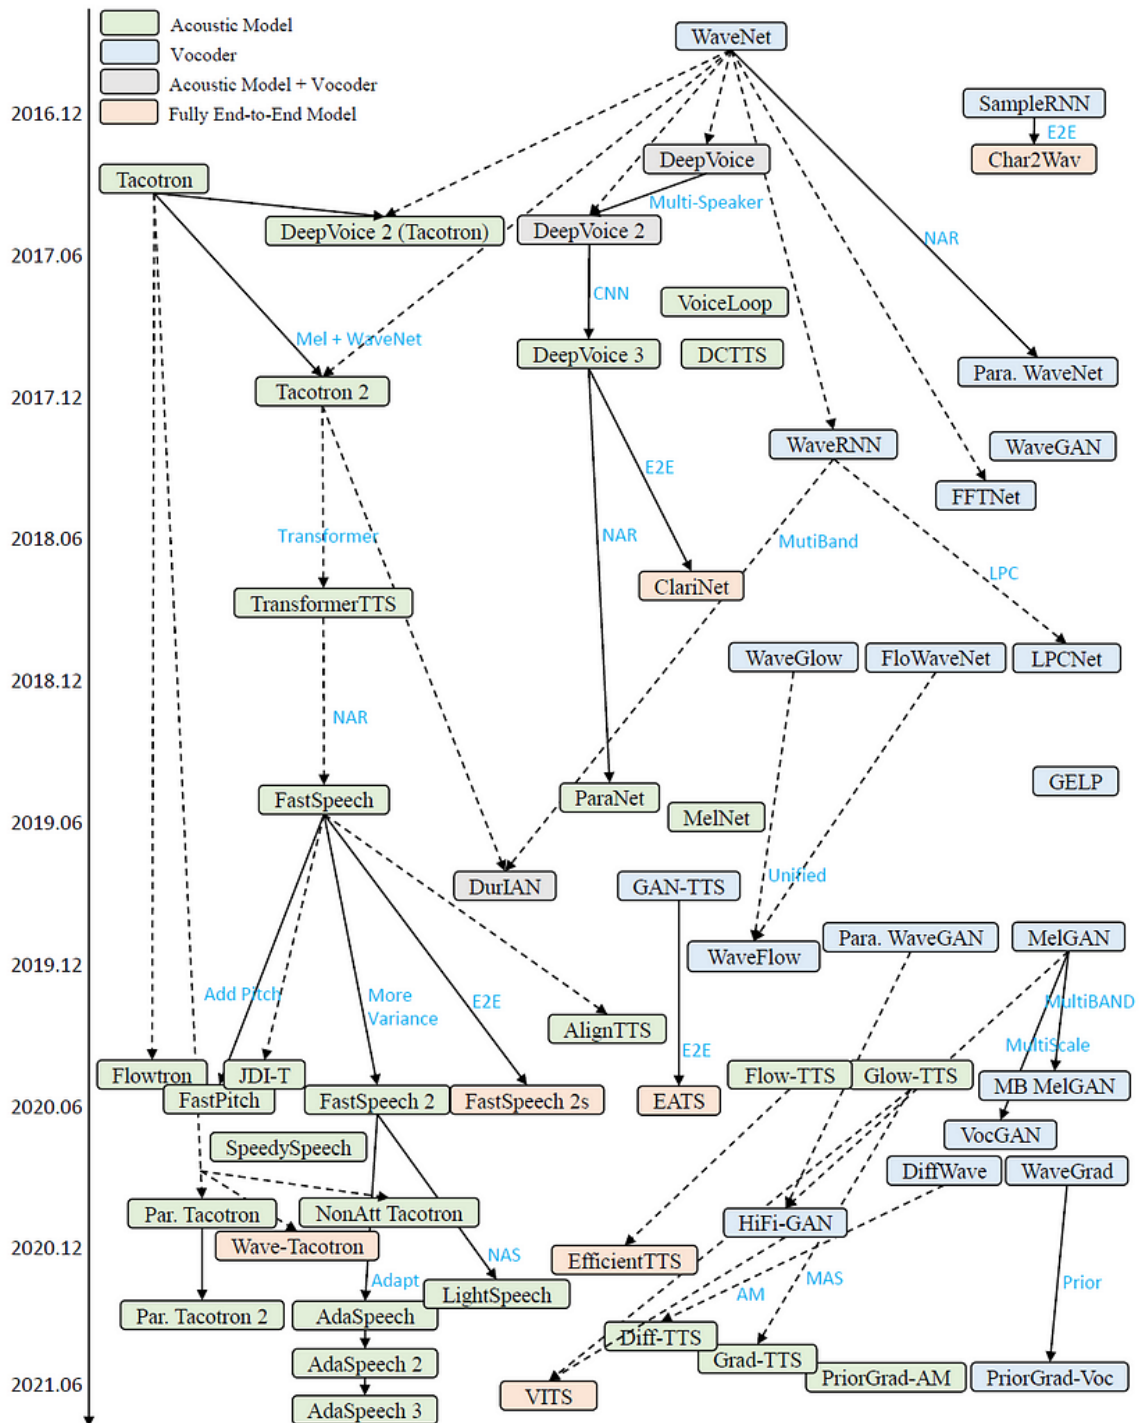 Acoustic Model
Vocoder
Acoustic Model + Vocoder
Fully End-to-End Model
WaveNet
2016.12
SampleRNN
E2E
Char2Wav
DeepVoice
Tacotron
Multi-Speaker
DeepVoice 2 (Tacotron)
DeepVoice 2
NAR
2017.06
CNN
VoiceLoop
Mel + WaveNet
DeepVoice 3
DCTTS
Para. WaveNet
Tacotron 2
2017.12
WaveRNN
WaveGAN
E2E
FFTNet
Transformer
NAR
MutiBand
2018.06
LPC
ClariNet
TransformerTTS
WaveGlow
FloWaveNet
LPCNet
2018.12
NAR
GELP
FastSpeech
ParaNet
MelNet
2019.06
DurIAN
GAN-TTS
Unified
Para. WaveGAN
MelGAN
WaveFlow
2019.12
Add Pitch
More
Variance
E2E
MultiBAND
AlignTTS
E2E
MultiScale
Flowtron
JDI-T
Flow-TTS
Glow-TTS
MB MelGAN
FastPitch
FastSpeech 2
FastSpeech 2s
EATS
2020.06
VocGAN
SpeedySpeech
DiffWave
WaveGrad
Par. Tacotron
NonAtt Tacotron
HiFi-GAN
Wave-Tacotron
2020.12
NAS
EfficientTTS
MAS
Adapt
AM
Prior
LightSpeech
Par. Tacotron 2
AdaSpeech
Diff-TTS
AdaSpeech 2
Grad-TTS
PriorGrad-AM
PriorGrad-Voc
2021.06
VITS
AdaSpeech 3